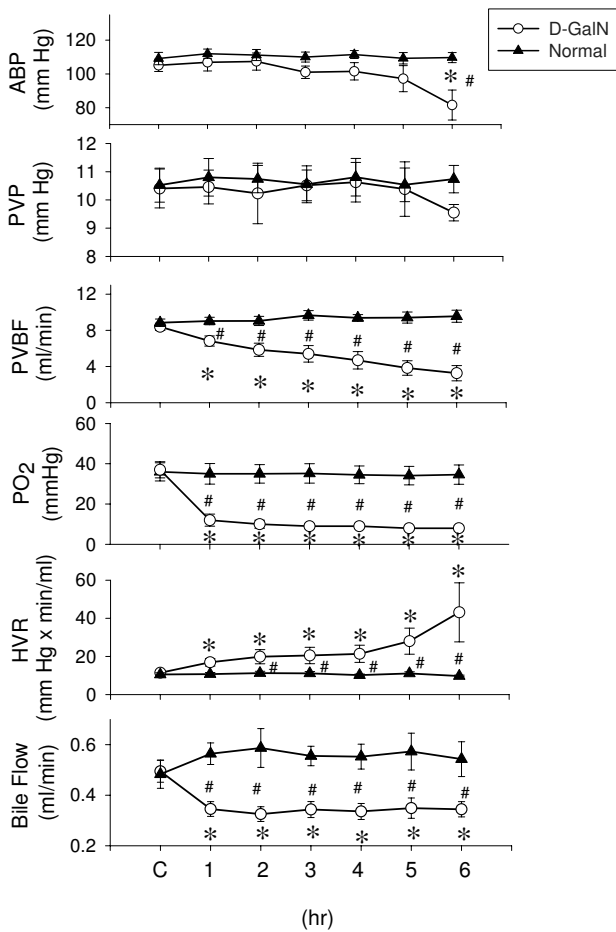 D-GalN
Normal
ABP
(mm Hg)
120
100
80
*
#
PVP
(mm Hg)
12
11
10
9
8
PVBF
(ml/min)
12
8
4
0
# # # # # #
* * * * * *
PO2
(mmHg)
60
40
20
0
# # # # # #
* * * * * *
HVR
(mm Hg x min/ml)
60
40
20
0
* * * * * *
# # # # #
Bile Flow
(ml/min)
0.6
0.4
0.2
# # # # # #
* * * * * *
C 1 2 3 4 5 6
(hr)